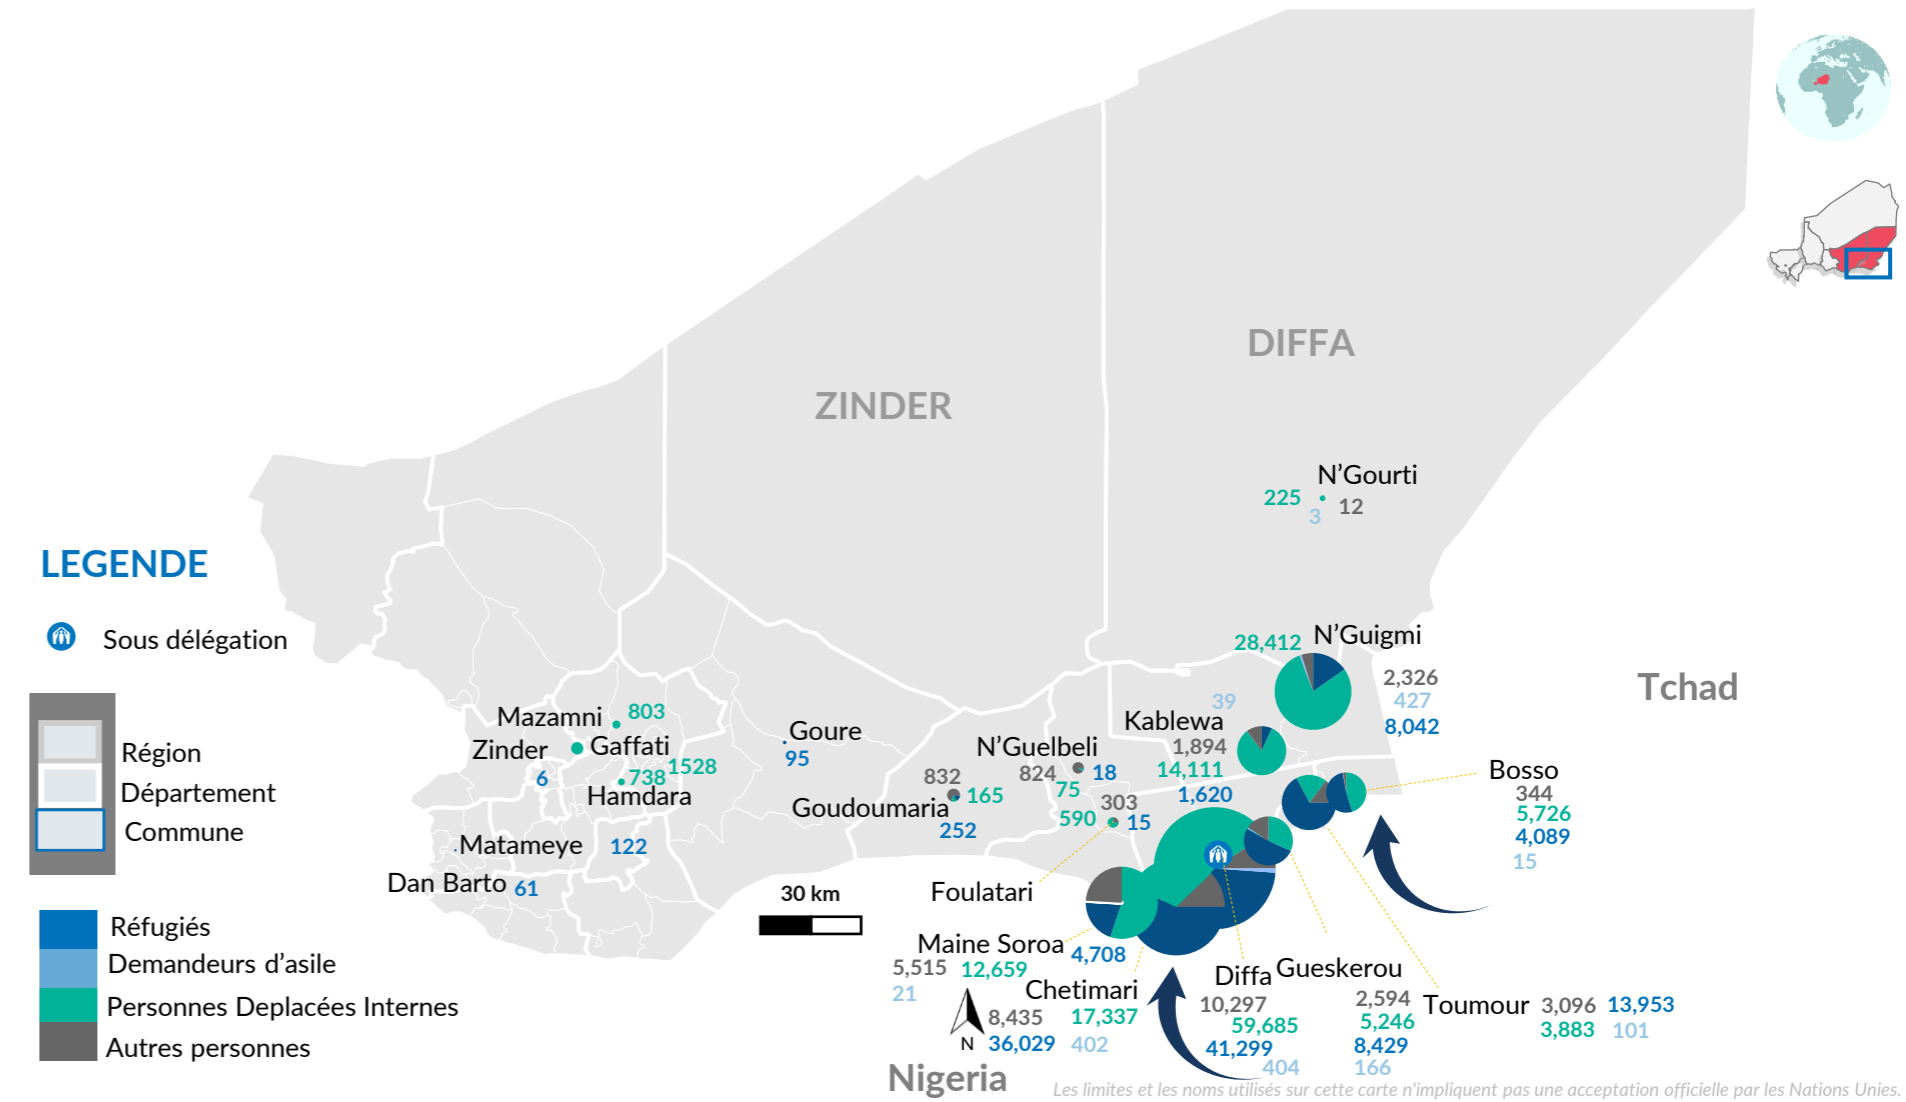 DIFFA
ZINDER
N'Gourti
225
12
3
LEGENDE
Sous délégation
Région
Département
Commune
Réfugiés
Demandeurs d'asile
Personnes Deplacées Internes
Autres personnes
28,412
N'Guigmi
2,326
427
8,042
Tchad
39
Kablewa
1,894
14,111
1,620
Mazamni
803
Zinder
Gaffati
6
738
1528
Hamdara
Goure
95
N'Guelbeli
824
18
75
832
165
Goudoumaria
252
303
590
15
Foulatari
Bosso
344
5,726
4,089
15
Matameye
122
Dan Barto
61
30 km
Maine Soroa
4,708
5,515
12,659
21
Chetimari
8,435
17,337
36,029
402
N
Diffa
10,297
59,685
41,299
404
Gueskerou
2,594
5,246
8,429
166
Toumour
3,096
13,953
3,883
101
Nigeria
Les limites et les noms utilisés sur cette carte n'impliquent pas une acceptation officielle par les Nations Unies.